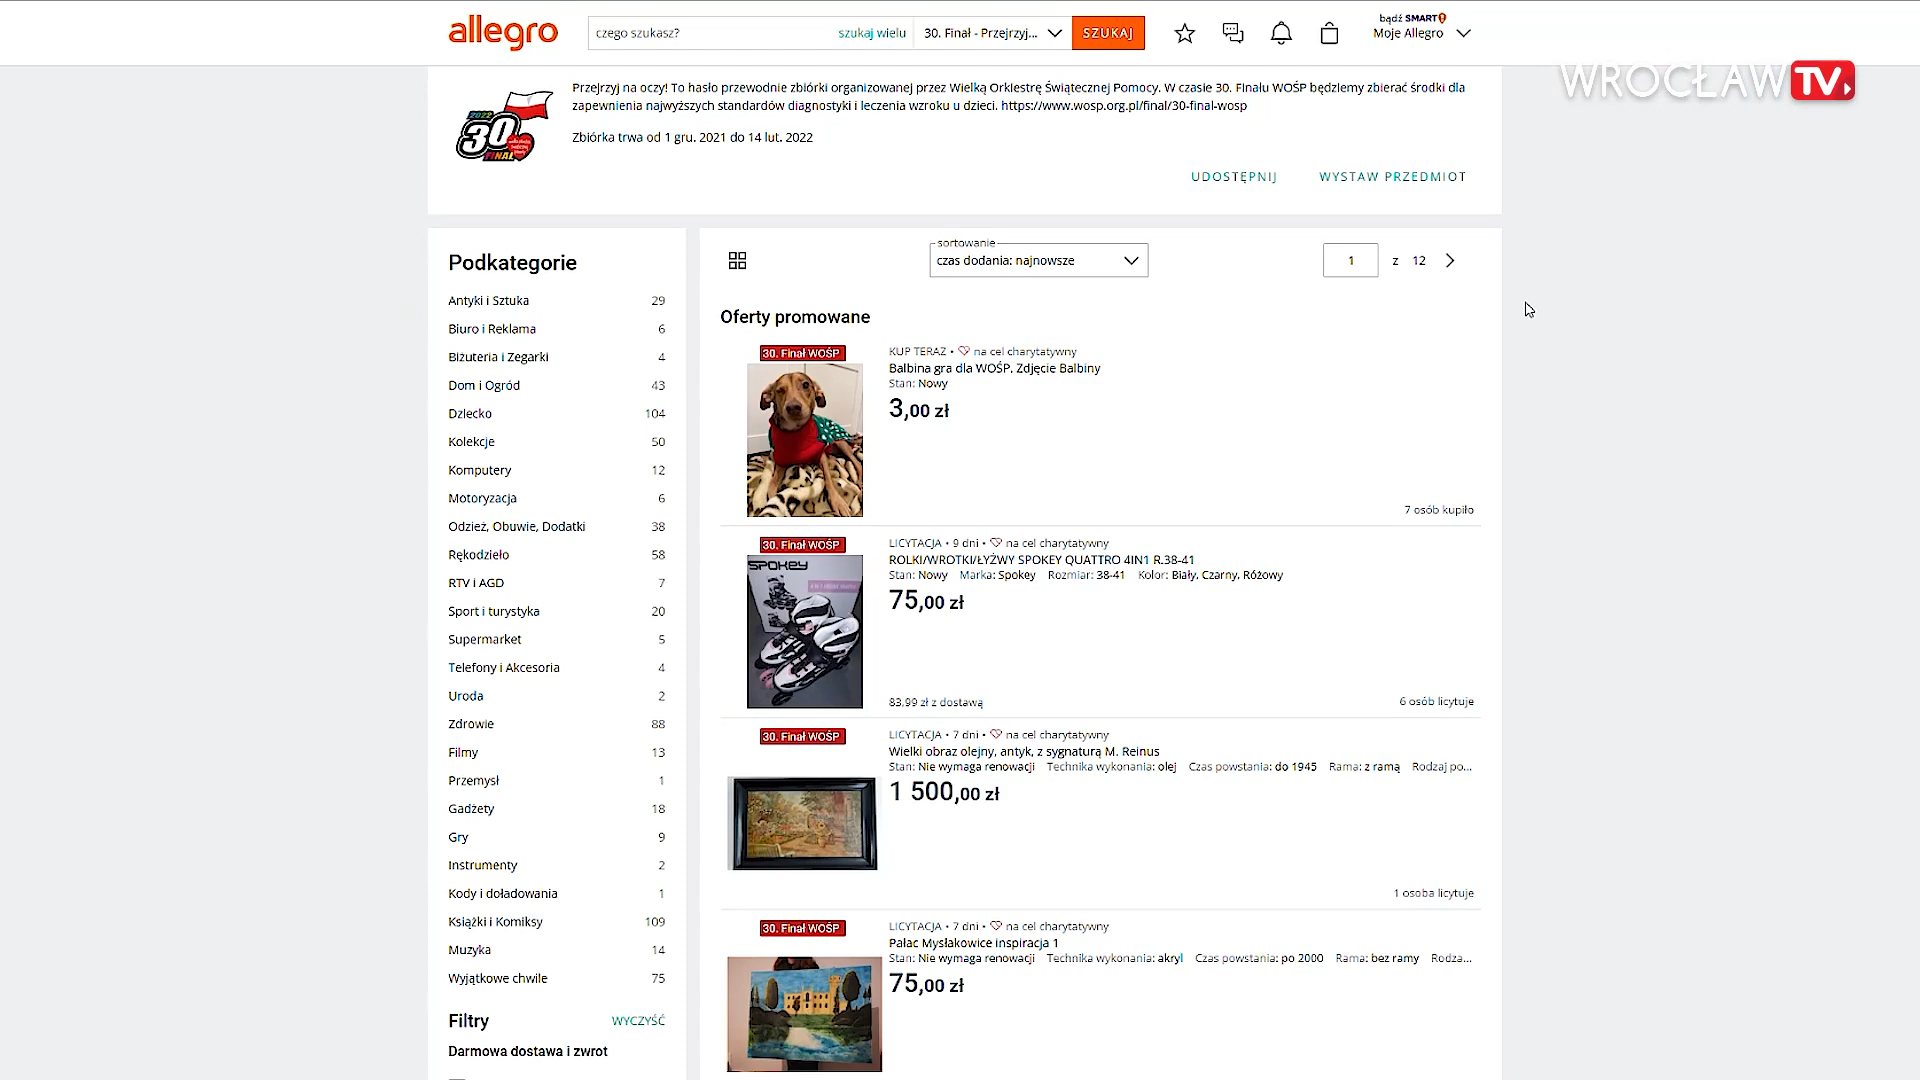 allegro
czego szukasz?
szukaj wielu
30. Finał - Przejrzyj...
SZUKAJ
bądź SMART!
Moje Allegro
WROCŁAW TV
Przejrzyj na oczy! To hasło przewodnie zbiórki organizowanej przez Wielką Orkiestrę Świątecznej Pomocy. W czasie 30. Finału WOŚP będziemy zbierać środki dla
zapewnienia najwyższych standardów diagnostyki i leczenia wzroku u dzieci. https://www.wosp.org.pl/final/30-final-wosp
2022
30
FINAŁ
Zbiórka trwa od 1 gru. 2021 do 14 lut. 2022
UDOSTĘPNIJ
WYSTAW PRZEDMIOT
Podkategorie
Antyki i Sztuka 29
Biuro i Reklama 6
Biżuteria i Zegarki 4
Dom i Ogród 43
Dziecko 104
Kolekcje 50
Komputery 12
Motoryzacja 6
Odzież, Obuwie, Dodatki 38
Rękodzieło 58
RTV i AGD 7
Sport i turystyka 20
Supermarket 5
Telefony i Akcesoria 4
Uroda 2
Zdrowie 88
Filmy 13
Przemysł 1
Gadżety 18
Gry 9
Instrumenty 2
Kody i doładowania 1
Książki i Komiksy 109
Muzyka 14
Wyjątkowe chwile 75
Filtry
WYCZYŚĆ
Darmowa dostawa i zwrot
sortowanie
czas dodania: najnowsze
1 z 12
Oferty promowane
30. Finał WOŚP
KUP TERAZ • na cel charytatywny
Balbina gra dla WOŚP, Zdjęcie Balbiny
Stan: Nowy
3,00 zł
7 osób kupiło
30. Finał WOŚP
SPOKEY
LICYTACJA • 9 dni • na cel charytatywny
ROLKI/WROTKI/ŁYŻWY SPOKEY QUATTRO 4IN1 R.38-41
Stan: Nowy Marka: Spokey Rozmiar: 38-41 Kolor: Biały, Czarny, Różowy
75,00 zł
83,99 zł z dostawą
6 osób licytuje
30. Finał WOŚP
LICYTACJA • 7 dni • na cel charytatywny
Wielki obraz olejny, antyk, z sygnaturą M. Reinus
Stan: Nie wymaga renowacji Technika wykonania: olej Czas powstania: do 1945 Rama: z ramą Rodzaj po...
1 500,00 zł
1 osoba licytuje
30. Finał WOŚP
LICYTACJA • 7 dni • na cel charytatywny
Pałac Mysłakowice inspiracja 1
Stan: Nie wymaga renowacji Technika wykonania: akryl Czas powstania: po 2000 Rama: bez ramy Rodza...
75,00 zł